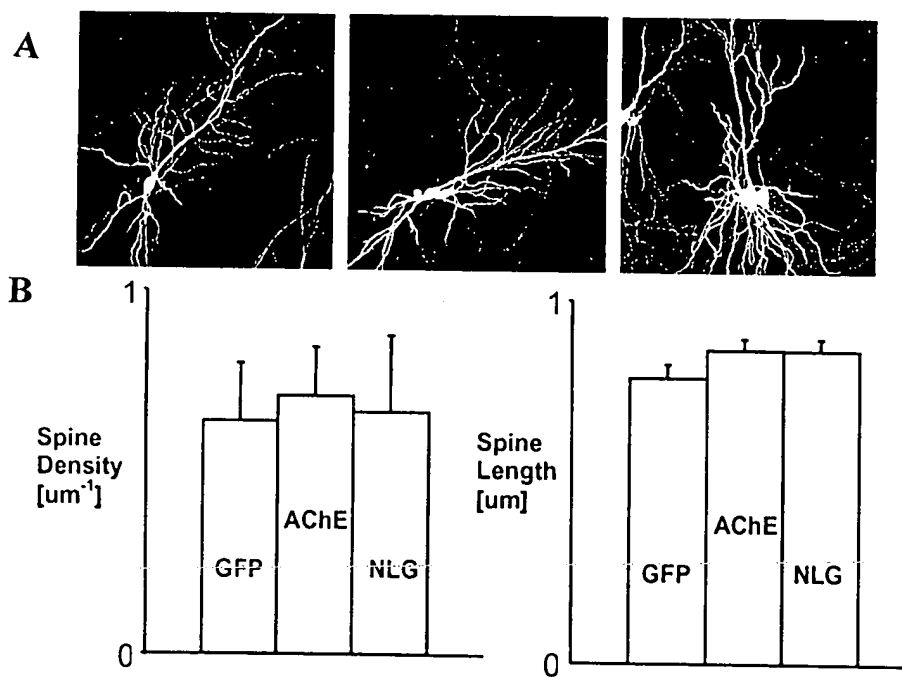 A
B
1
Spine
Density
[um-1]
AChE
GFP
NLG
0
1
Spine
Length
[um]
AChE
GFP
NLG
0